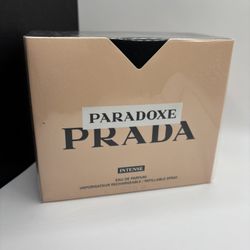 PARADOXE
PRADA
INTENSE
EAU DE PARFUM
VAPORISATEUR RECHARGEABLE / REFILLABLE SPRAY